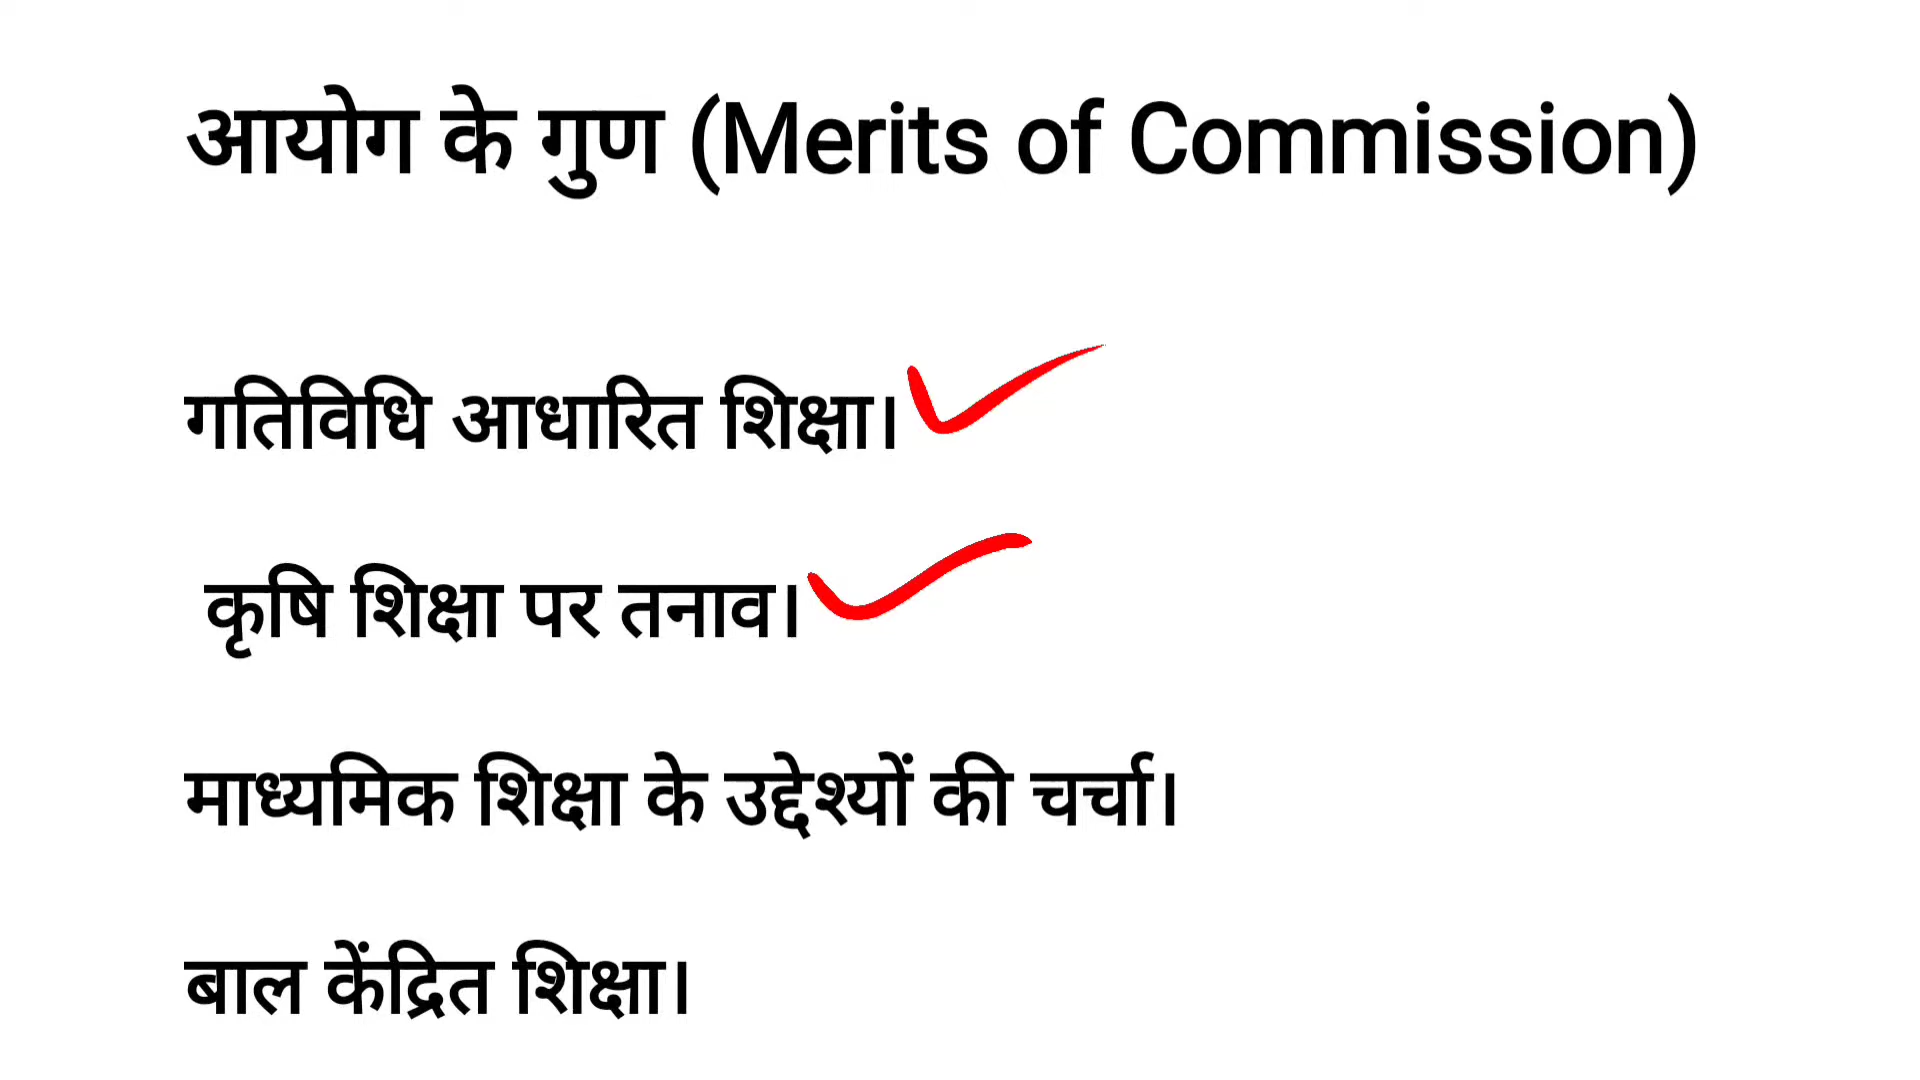 आयोग के गुण (Merits of Commission)
गतिविधि आधारित शिक्षा।
कृषि शिक्षा पर तनाव।
माध्यमिक शिक्षा के उद्देश्यों की चर्चा।
बाल केंद्रित शिक्षा।